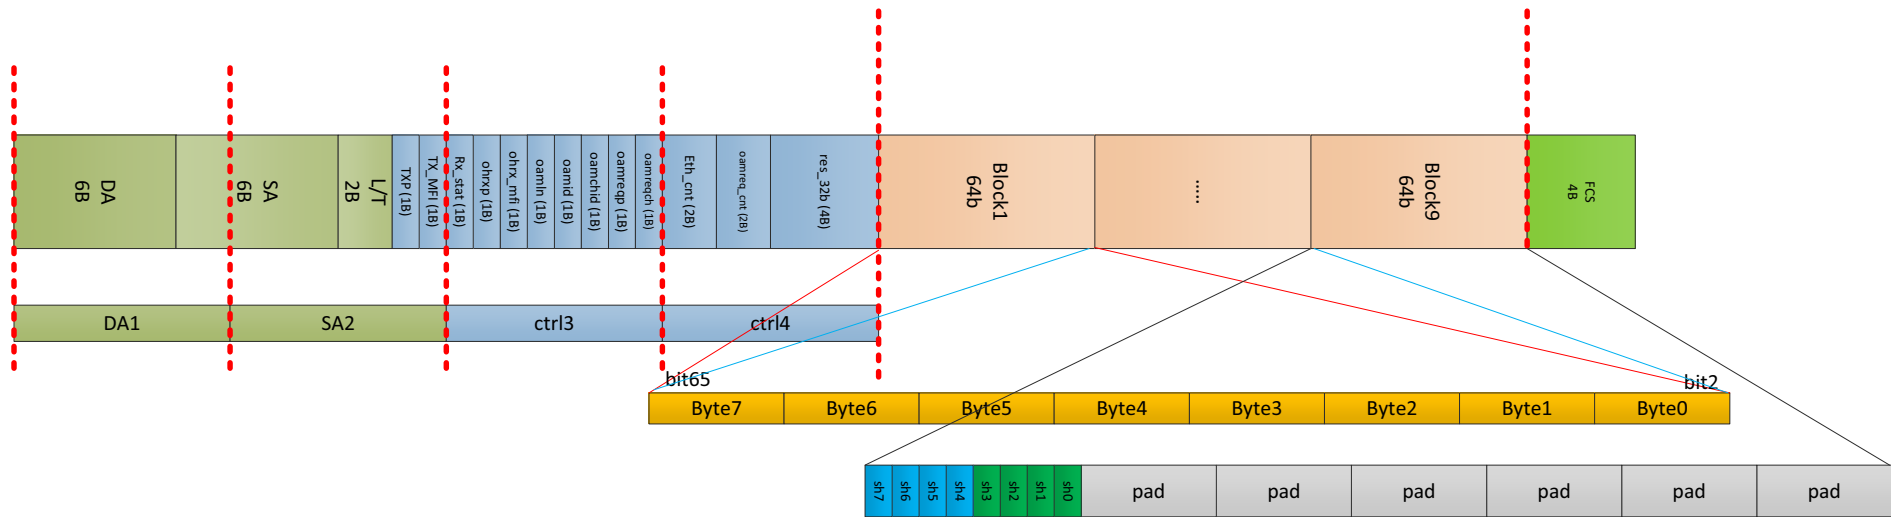 DA
6B
SA
6B
L/T
2B
TXP (1B)
TX_MFI (1B)
Rx_stat (1B)
ohrxp (1B)
ohrx_mfi (1B)
oamln (1B)
oamid (1B)
oamchid (1B)
oamreqp (1B)
oamreqch (1B)
Eth_cnt (2B)
oamreq_cnt (2B)
res_32b (4B)
Block1
64b
.....
Block9
64b
FCS
4B
DA1
SA2
ctrl3
ctrl4
bit65
bit2
Byte7
Byte6
Byte5
Byte4
Byte3
Byte2
Byte1
Byte0
sh7
sh6
sh5
sh4
sh3
sh2
sh1
sh0
pad
pad
pad
pad
pad
pad